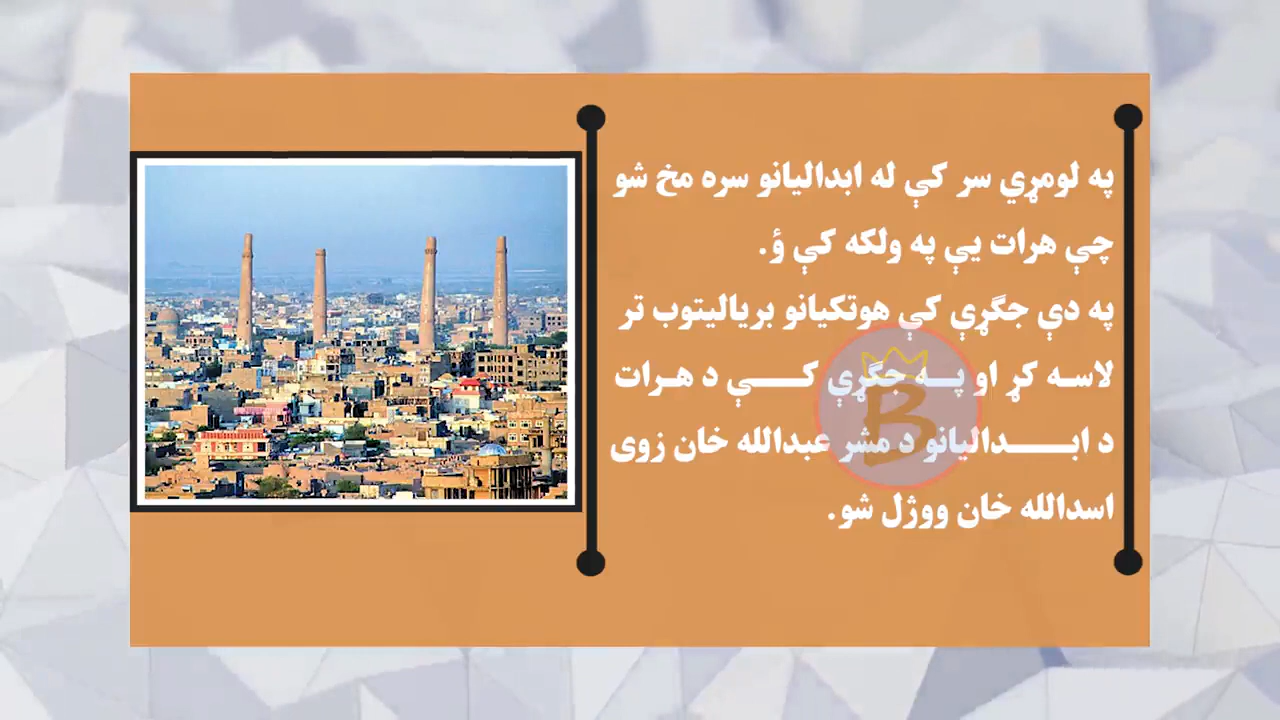 په لومړي سر کې له ابدالیانو سره مخ شو
چې هرات یې په ولکه کې ؤ.
په دې جګړې کې هوتکیانو بریالیتوب تر
لاسه کړ او په جګړې کې د هرات
د ابدالیانو د مشر عبدالله خان زوی
اسدالله خان ووژل شو.
B